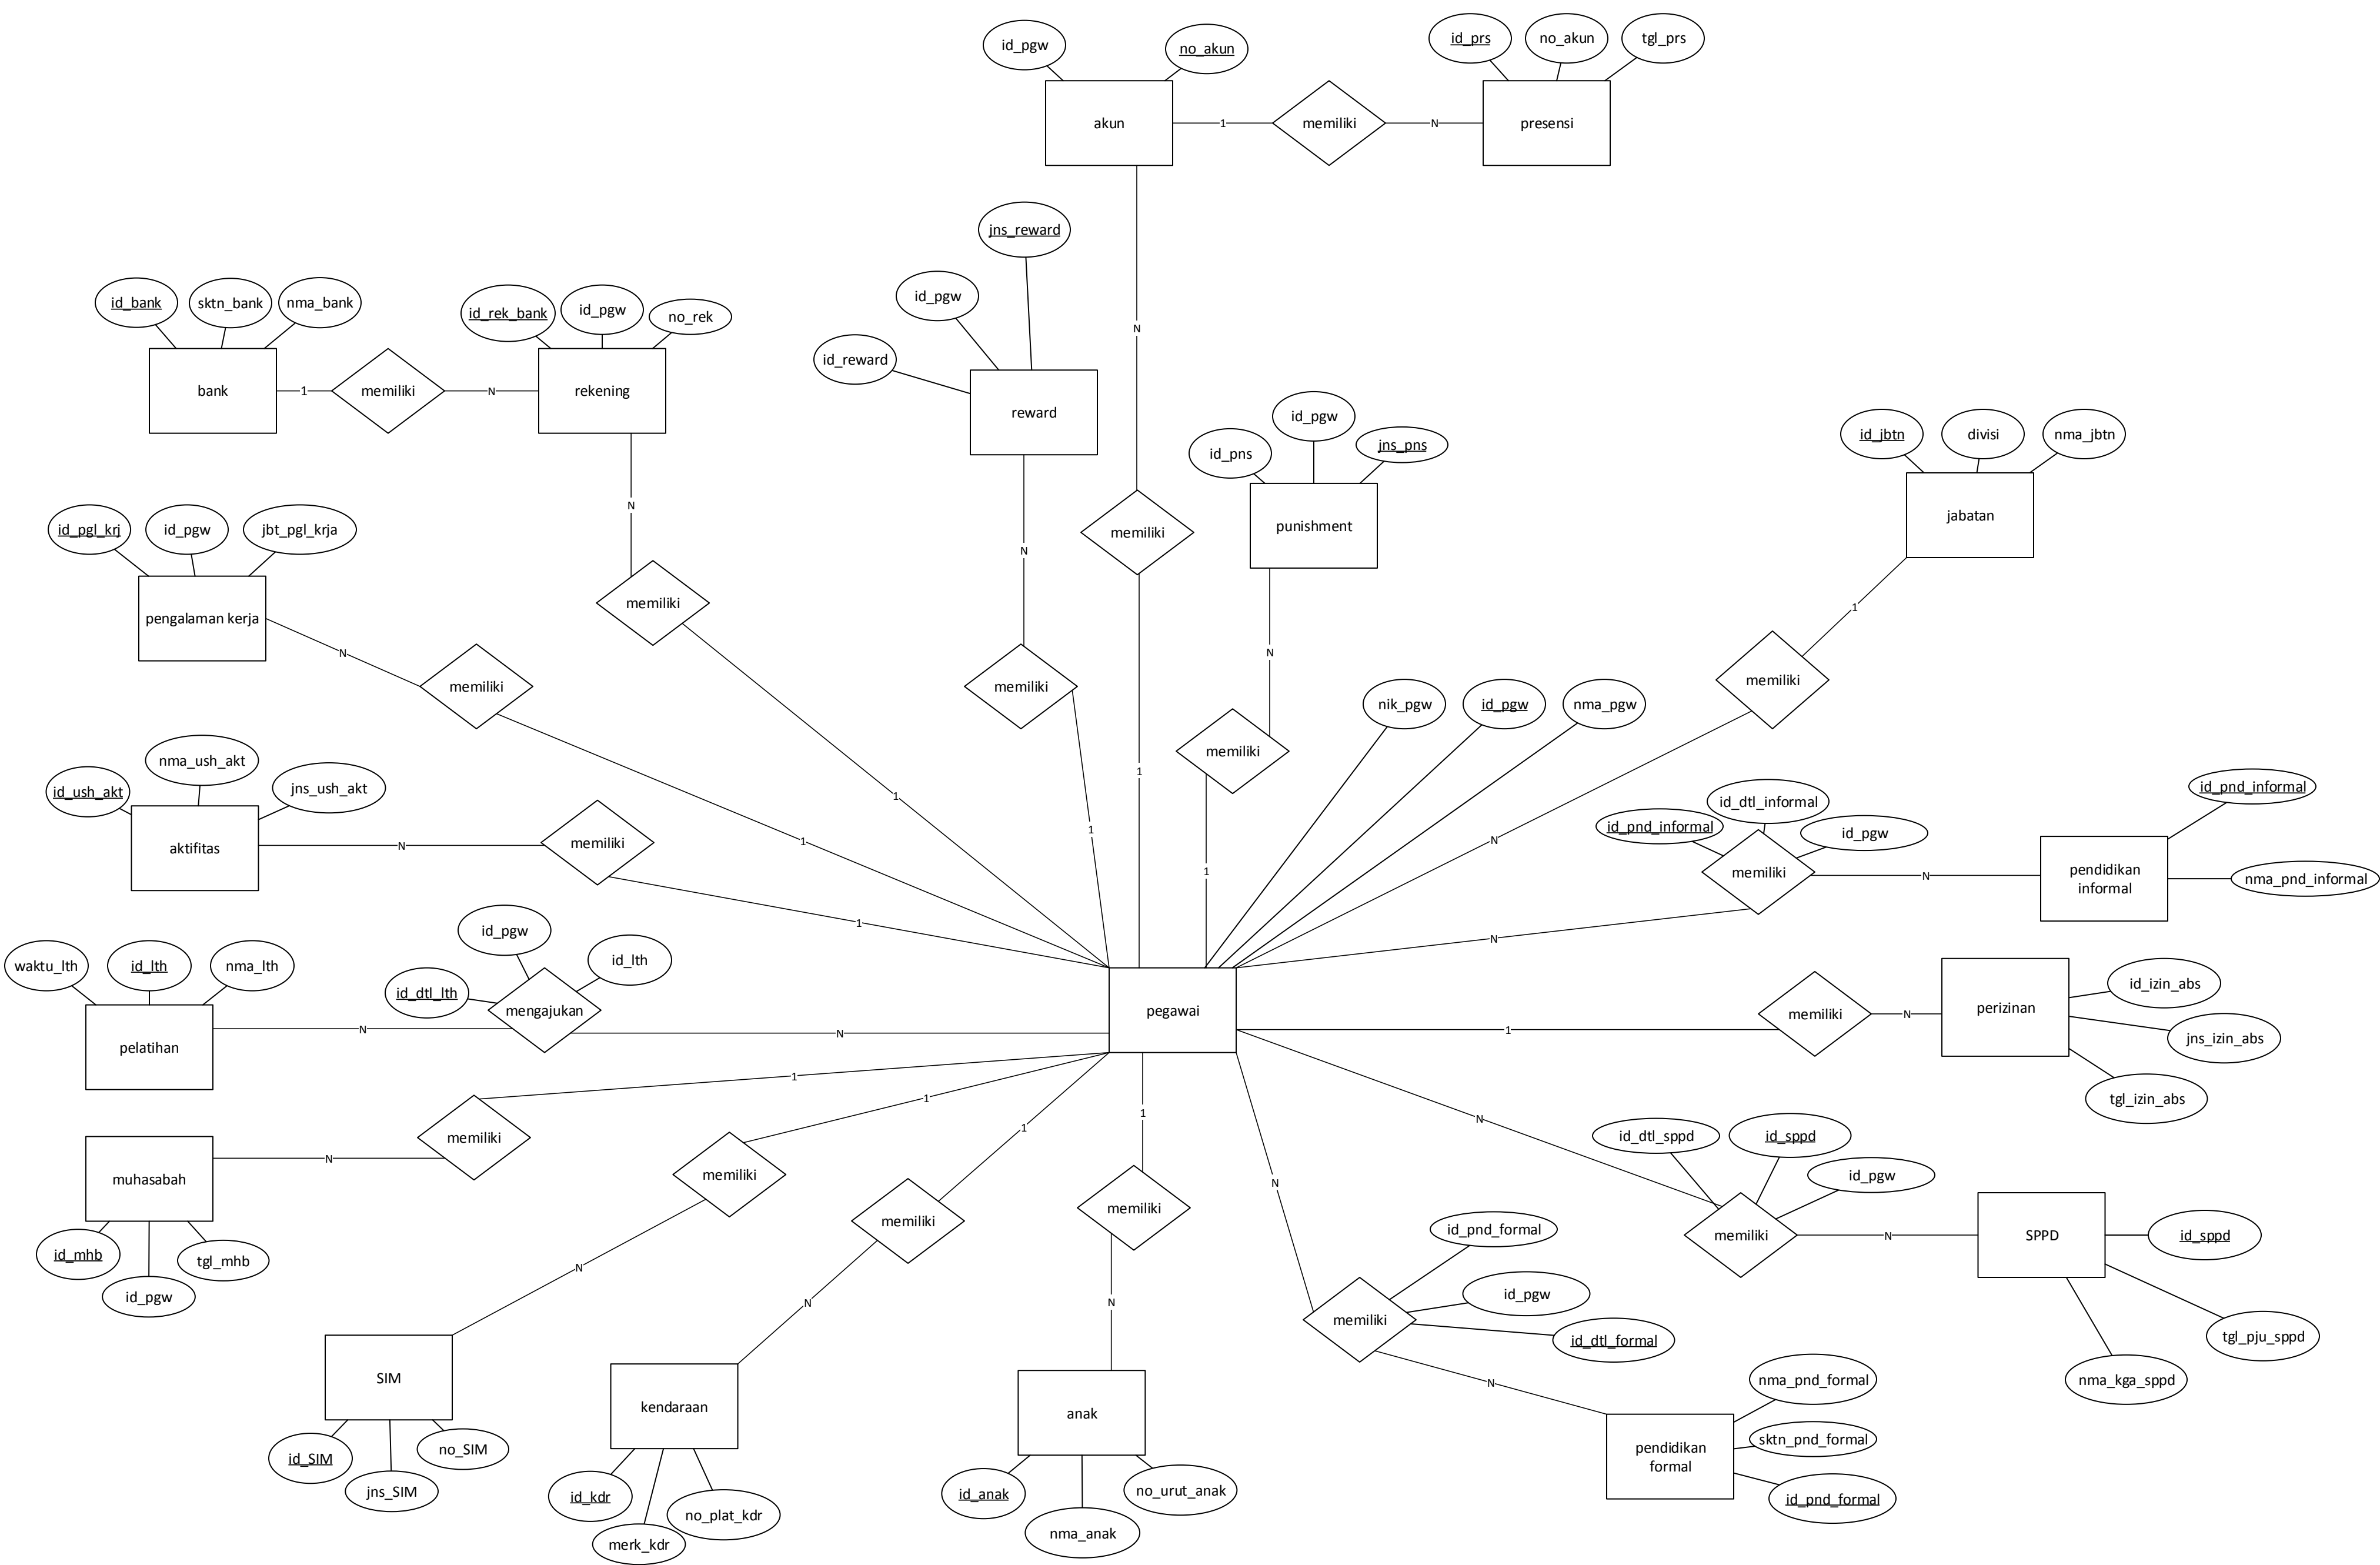 id_pgw
no_akun
id_prs
no_akun
tgl_prs
akun
1
memiliki
N
presensi
jns_reward
id_pgw
id_reward
reward
N
N
id_bank
sktn_bank
nma_bank
id_rek_bank
id_pgw
no_rek
bank
1
memiliki
N
rekening
N
id_pgw
id_pns
jns_pns
punishment
N
id_jbtn
divisi
nma_jbtn
jabatan
1
id_pgl_krj
id_pgw
jbt_pgl_krja
pengalaman kerja
N
memiliki
memiliki
memiliki
memiliki
memiliki
memiliki
1
1
1
1
1
nik_pgw
id_pgw
nma_pgw
N
id_ush_akt
nma_ush_akt
jns_ush_akt
aktifitas
N
memiliki
1
id_pnd_informal
id_dtl_informal
id_pgw
memiliki
N
N
pendidikan
informal
id_pnd_informal
nma_pnd_informal
waktu_lth
id_lth
nma_lth
pelatihan
N
id_dtl_lth
id_pgw
id_lth
mengajukan
N
pegawai
1
memiliki
N
perizinan
id_izin_abs
jns_izin_abs
tgl_izin_abs
muhasabah
N
memiliki
1
id_mhb
id_pgw
tgl_mhb
memiliki
1
N
memiliki
1
N
1
memiliki
N
N
N
id_dtl_sppd
id_sppd
id_pgw
memiliki
N
SPPD
id_sppd
tgl_pju_sppd
nma_kga_sppd
id_pnd_formal
id_pgw
id_dtl_formal
memiliki
N
SIM
id_SIM
jns_SIM
no_SIM
kendaraan
id_kdr
merk_kdr
no_plat_kdr
anak
id_anak
nma_anak
no_urut_anak
pendidikan
formal
nma_pnd_formal
sktn_pnd_formal
id_pnd_formal